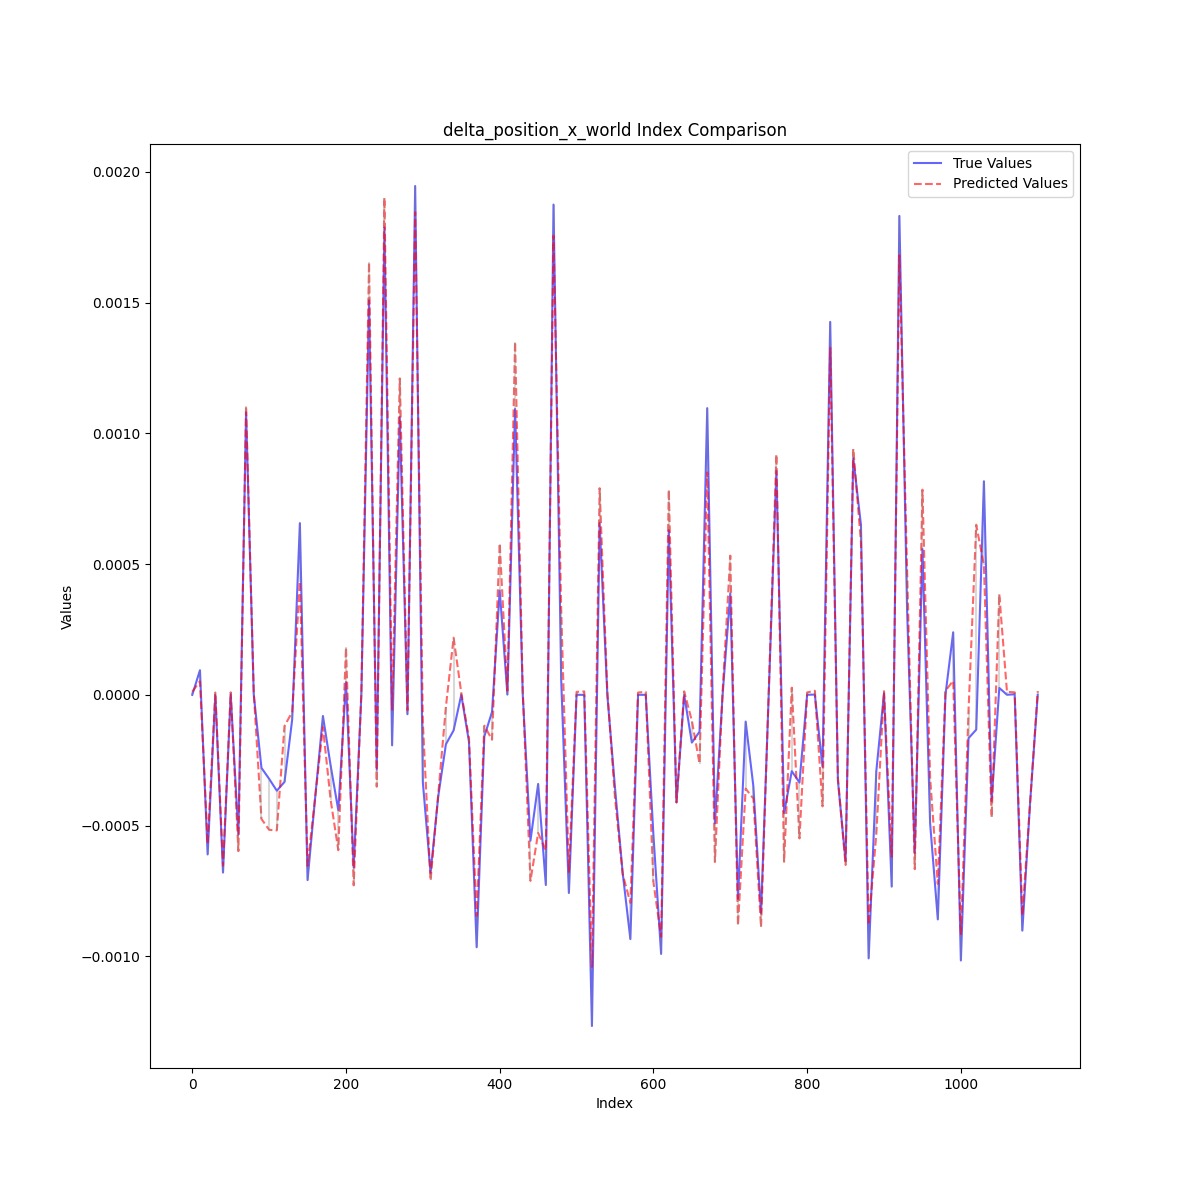 delta_position_x_world Index Comparison
True Values
Predicted Values
0.0020
0.0015
0.0010
0.0005
0.0000
−0.0005
−0.0010
Values
0 200 400 600 800 1000
Index